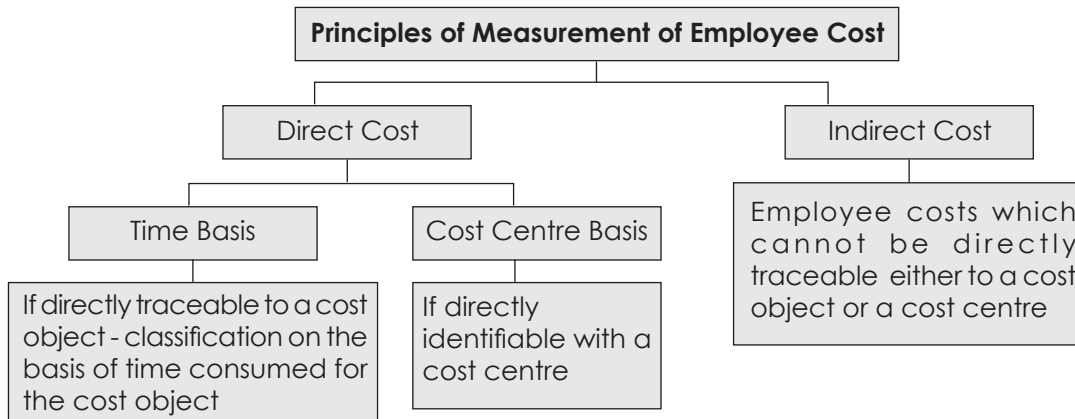 Principles of Measurement of Employee Cost
Direct Cost
Indirect Cost
Time Basis
Cost Centre Basis
If directly traceable to a cost
object - classification on the
basis of time consumed for
the cost object
If directly
identifiable with a
cost centre
Employee costs which
cannot be directly
traceable either to a cost
object or a cost centre